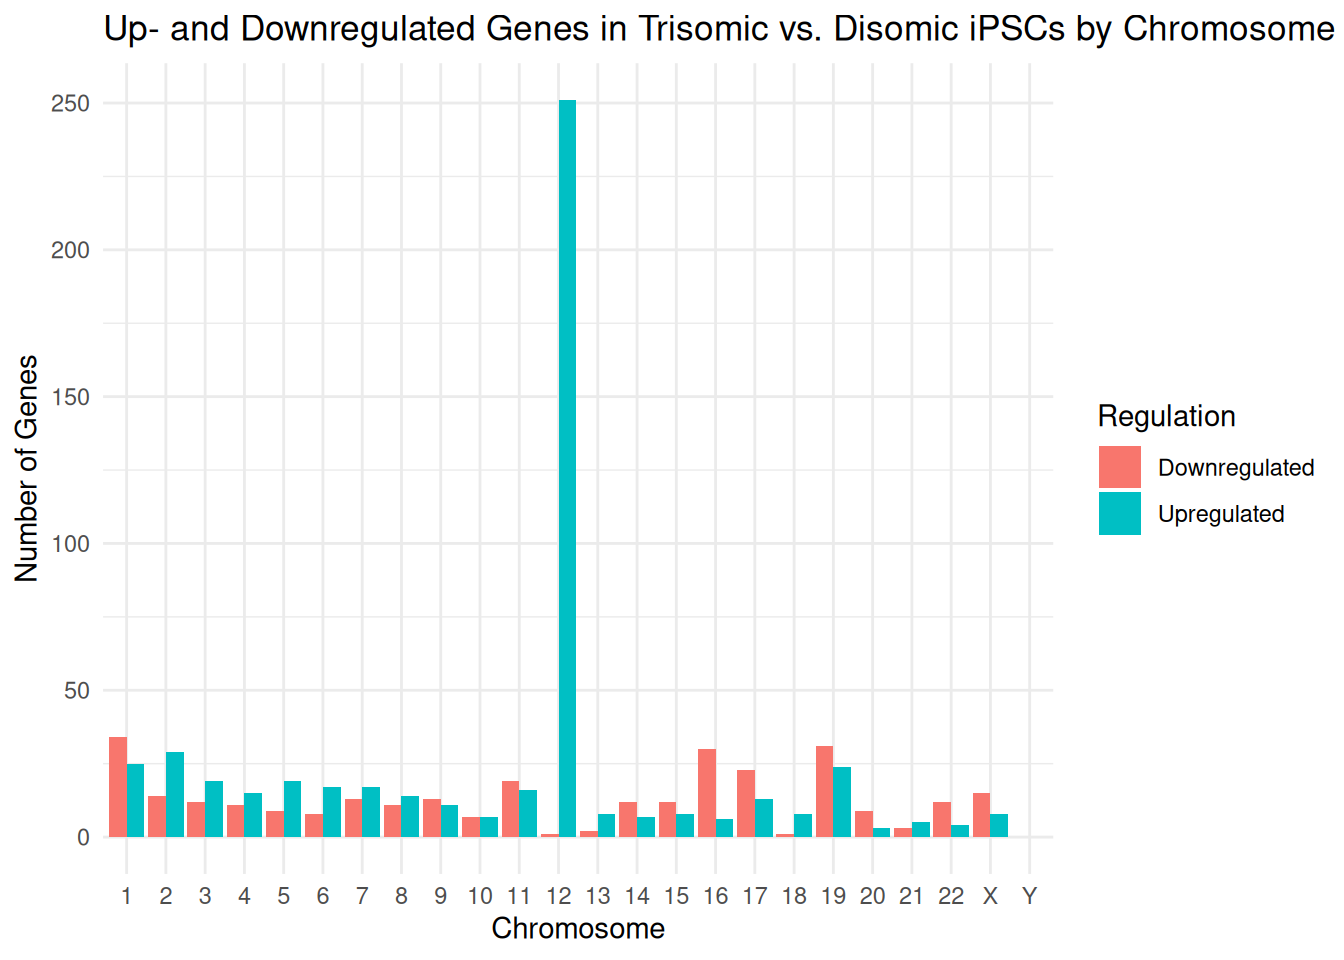 Up- and Downregulated Genes in Trisomic vs. Disomic iPSCs by Chromosome
250
200
150
100
50
0
Number of Genes
1 2 3 4 5 6 7 8 9 10 11 12 13 14 15 16 17 18 19 20 21 22 X Y
Chromosome
Regulation
Downregulated
Upregulated